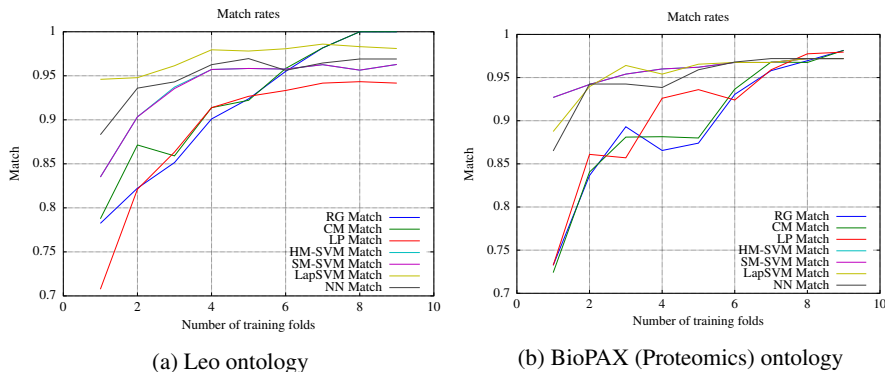 Match rates
1
0.95
0.9
0.85
0.8
0.75
0.7
Match
RG Match
CM Match
LP Match
HM-SVM Match
SM-SVM Match
LapSVM Match
NN Match
0 2 4 6 8 10
Number of training folds
(a) Leo ontology
Match rates
1
0.95
0.9
0.85
0.8
0.75
0.7
Match
RG Match
CM Match
LP Match
HM-SVM Match
SM-SVM Match
LapSVM Match
NN Match
0 2 4 6 8 10
Number of training folds
(b) BioPAX (Proteomics) ontology